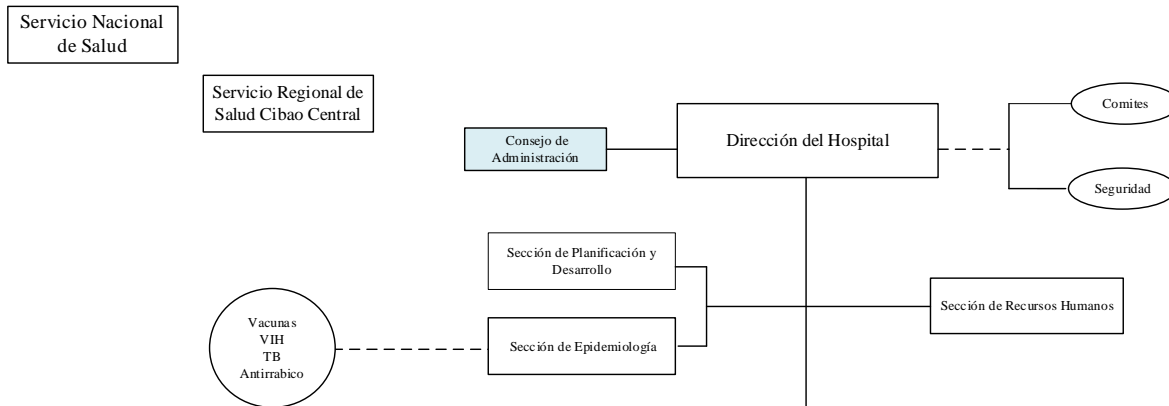 Servicio Nacional
de Salud
Servicio Regional de
Salud Cibao Central
Consejo de
Administración
Dirección del Hospital
Comites
Seguridad
Sección de Planificación y
Desarrollo
Sección de Recursos Humanos
Vacunas
VIH
TB
Antirrabico
Sección de Epidemiología